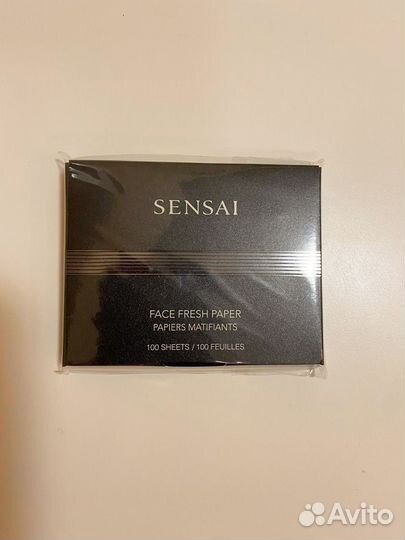 SENSAI
FACE FRESH PAPER
PAPIERS MATIFIANTS
100 SHEETS / 100 FEUILLES
Avito